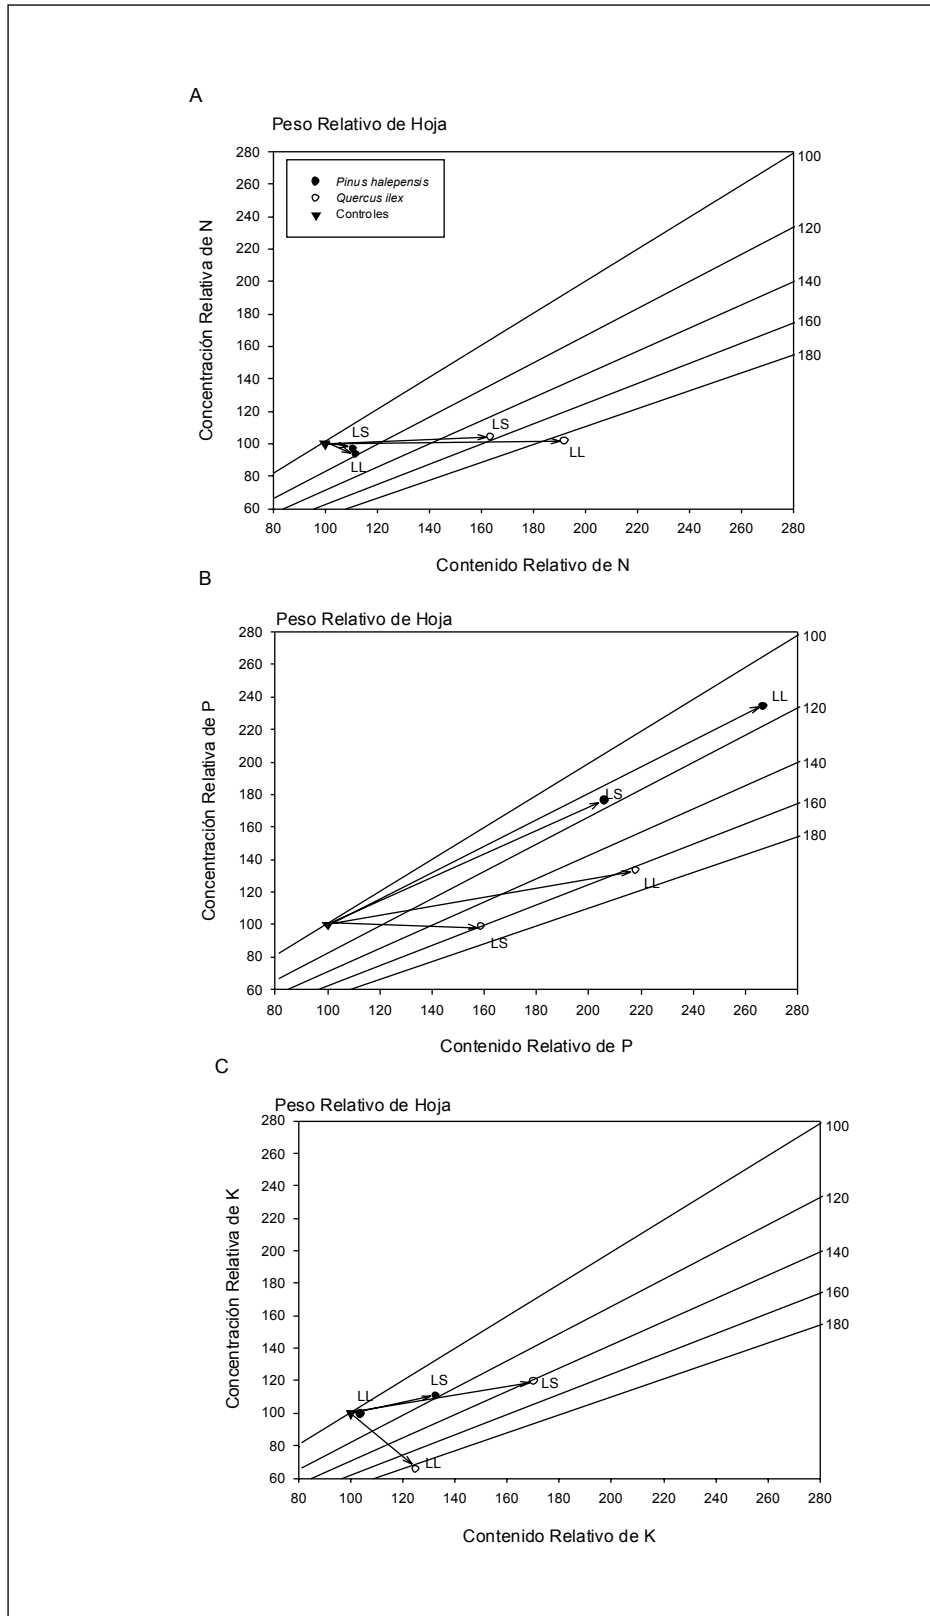 A
Peso Relativo de Hoja
280
260
240
220
200
180
160
140
120
100
80
60
Concentración Relativa de N
Pinus halepensis
Quercus ilex
Controles
100
120
140
160
180
LS
LL
LS
LL
80 100 120 140 160 180 200 220 240 260 280
Contenido Relativo de N
B
Peso Relativo de Hoja
280
260
240
220
200
180
160
140
120
100
80
60
Concentración Relativa de P
100
120
140
160
180
LL
LS
LL
LS
80 100 120 140 160 180 200 220 240 260 280
Contenido Relativo de P
C
Peso Relativo de Hoja
280
260
240
220
200
180
160
140
120
100
80
60
Concentración Relativa de K
100
120
140
160
180
LL
LS
LS
LL
80 100 120 140 160 180 200 220 240 260 280
Contenido Relativo de K